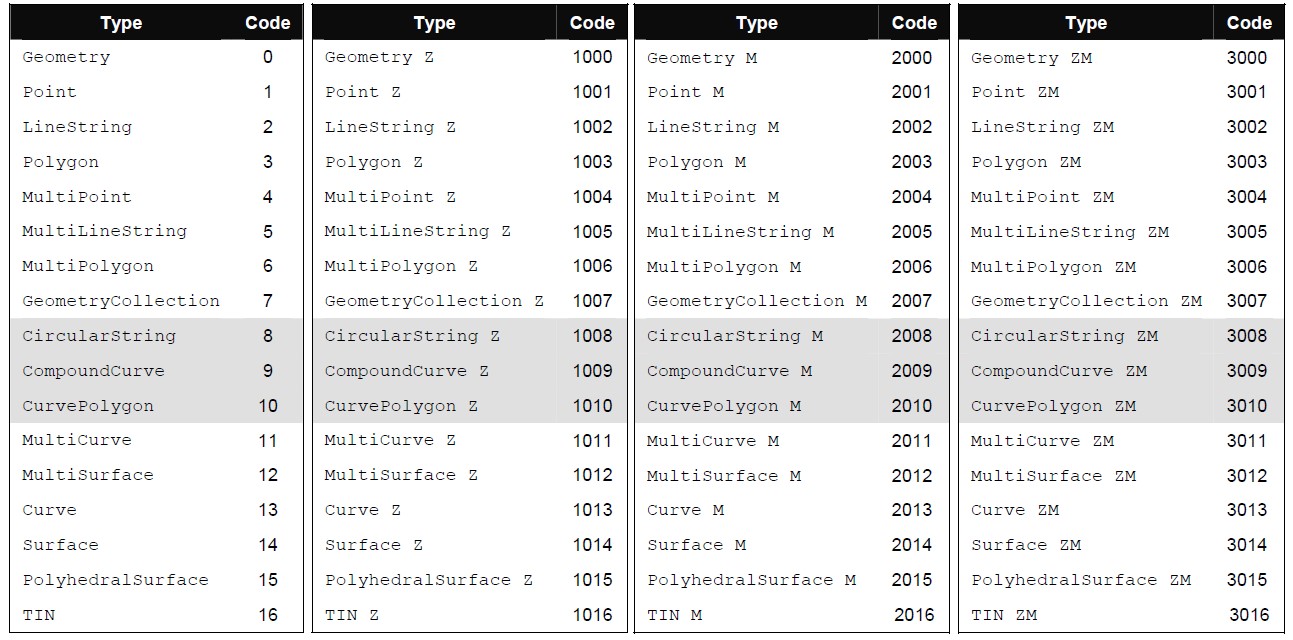 Type Code Type Code Type Code Type Code
Geometry 0 Geometry Z 1000 Geometry M 2000 Geometry ZM 3000
Point 1 Point Z 1001 Point M 2001 Point ZM 3001
LineString 2 LineString Z 1002 LineString M 2002 LineString ZM 3002
Polygon 3 Polygon Z 1003 Polygon M 2003 Polygon ZM 3003
MultiPoint 4 MultiPoint Z 1004 MultiPoint M 2004 MultiPoint ZM 3004
MultiLineString 5 MultiLineString Z 1005 MultiLineString M 2005 MultiLineString ZM 3005
MultiPolygon 6 MultiPolygon Z 1006 MultiPolygon M 2006 MultiPolygon ZM 3006
GeometryCollection 7 GeometryCollection Z 1007 GeometryCollection M 2007 GeometryCollection ZM 3007
CircularString 8 CircularString Z 1008 CircularString M 2008 CircularString ZM 3008
CompoundCurve 9 CompoundCurve Z 1009 CompoundCurve M 2009 CompoundCurve ZM 3009
CurvePolygon 10 CurvePolygon Z 1010 CurvePolygon M 2010 CurvePolygon ZM 3010
MultiCurve 11 MultiCurve Z 1011 MultiCurve M 2011 MultiCurve ZM 3011
MultiSurface 12 MultiSurface Z 1012 MultiSurface M 2012 MultiSurface ZM 3012
Curve 13 Curve Z 1013 Curve M 2013 Curve ZM 3013
Surface 14 Surface Z 1014 Surface M 2014 Surface ZM 3014
PolyhedralSurface 15 PolyhedralSurface Z 1015 PolyhedralSurface M 2015 PolyhedralSurface ZM 3015
TIN 16 TIN Z 1016 TIN M 2016 TIN ZM 3016